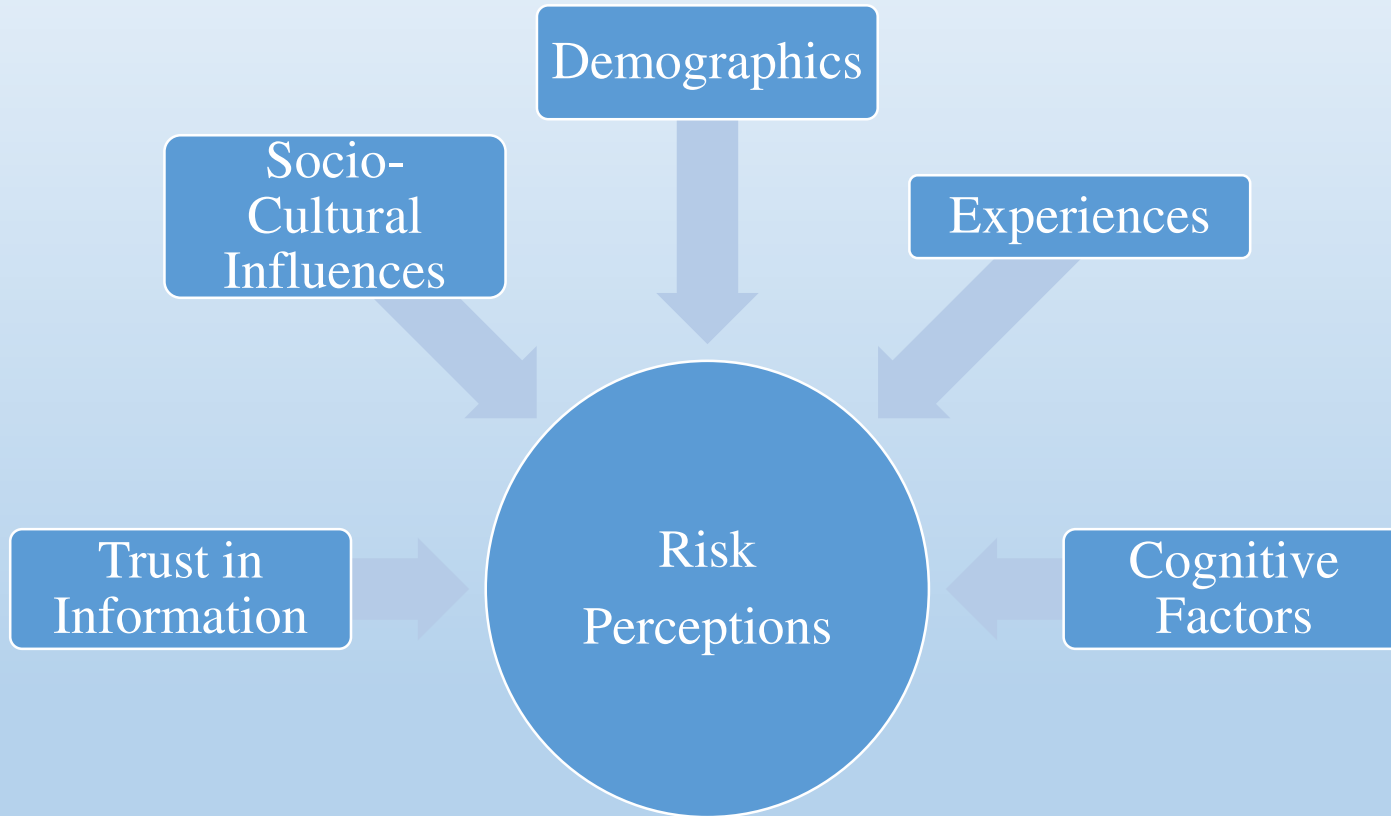 Demographics
Socio-
Cultural
Influences
Experiences
Trust in
Information
Risk
Perceptions
Cognitive
Factors